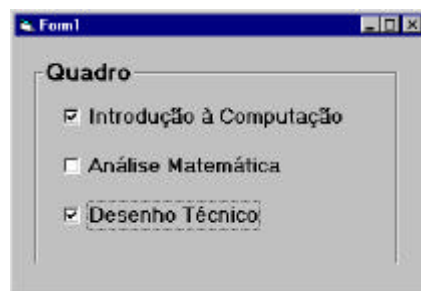 Form1
Quadro
Introdução à Computação
Análise Matemática
Desenho Técnico